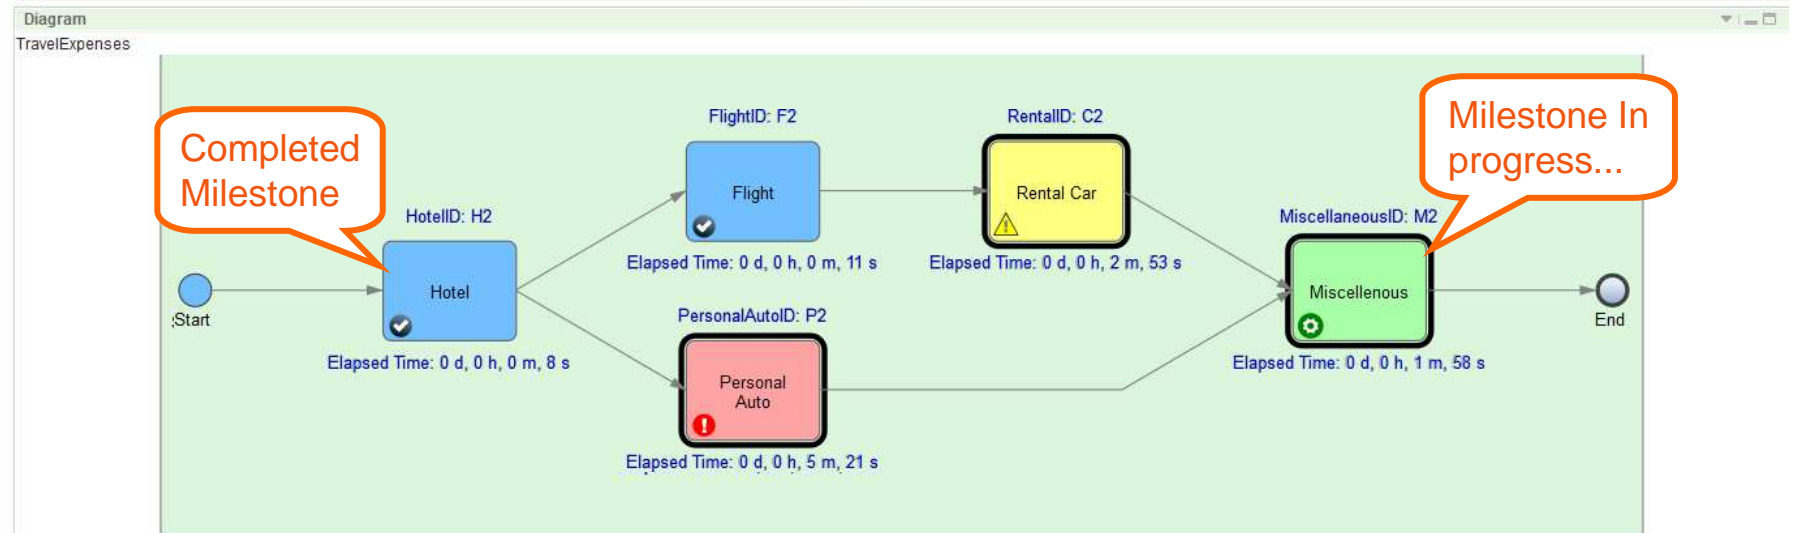 Diagram
TravelExpenses
Completed
Milestone
Milestone In
progress...
FlightID: F2
RentalID: C2
Flight
Rental Car
HotelID: H2
MiscellaneousID: M2
Elapsed Time: 0 d, 0 h, 0 m, 11 s
Elapsed Time: 0 d, 0 h, 2 m, 53 s
Hotel
Miscellenous
;Start
End
PersonalAutoID: P2
Elapsed Time: 0 d, 0 h, 0 m, 8 s
Elapsed Time: 0 d, 0 h, 1 m, 58 s
Personal
Auto
Elapsed Time: 0 d, 0 h, 5 m, 21 s